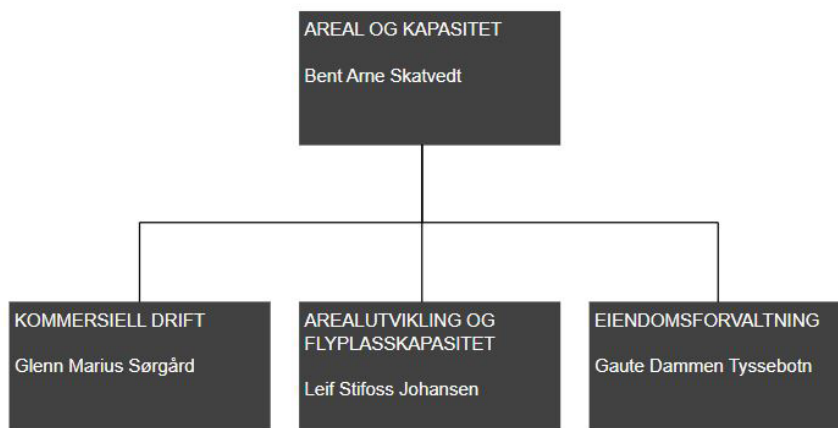 AREAL OG KAPASITET
Bent Arne Skatvedt
KOMMERSIELL DRIFT
Glenn Marius Sørgård
AREALUTVIKLING OG
FLYPLASSKAPASITET
Leif Stifoss Johansen
EIENDOMSFORVALTNING
Gaute Dammen Tyssebotn